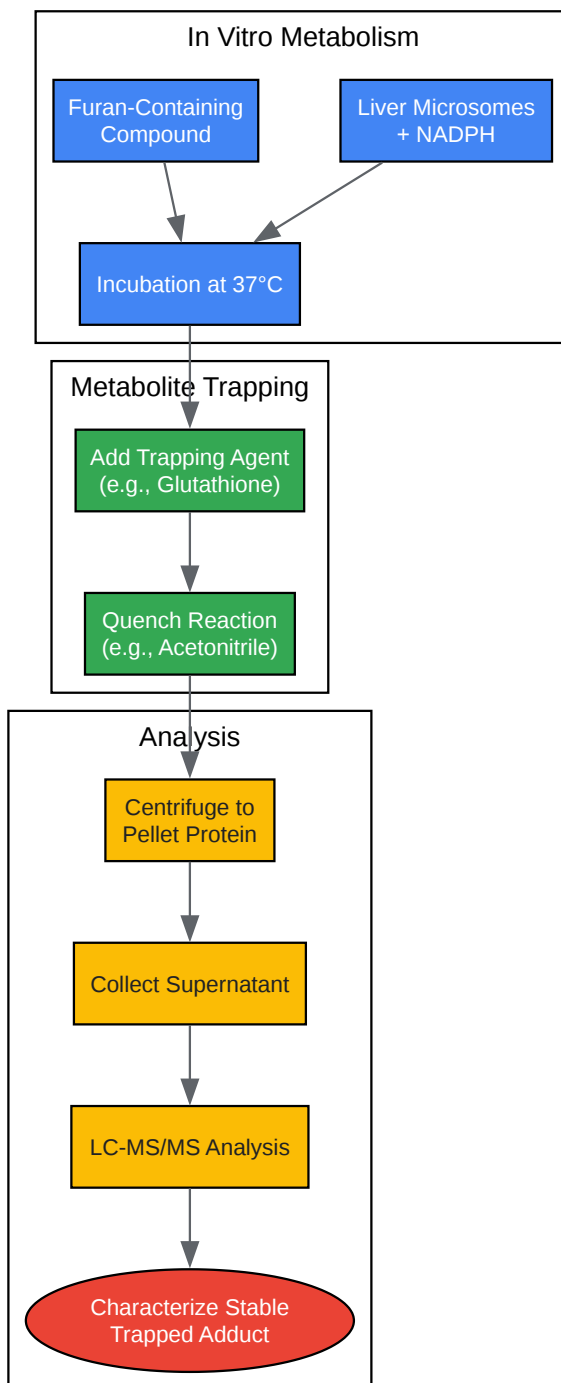 In Vitro Metabolism
Furan-Containing
Compound
Liver Microsomes
+ NADPH
Incubation at 37°C
Metabolite Trapping
Add Trapping Agent
(e.g., Glutathione)
Quench Reaction
(e.g., Acetonitrile)
Analysis
Centrifuge to
Pellet Protein
Collect Supernatant
LC-MS/MS Analysis
Characterize Stable
Trapped Adduct